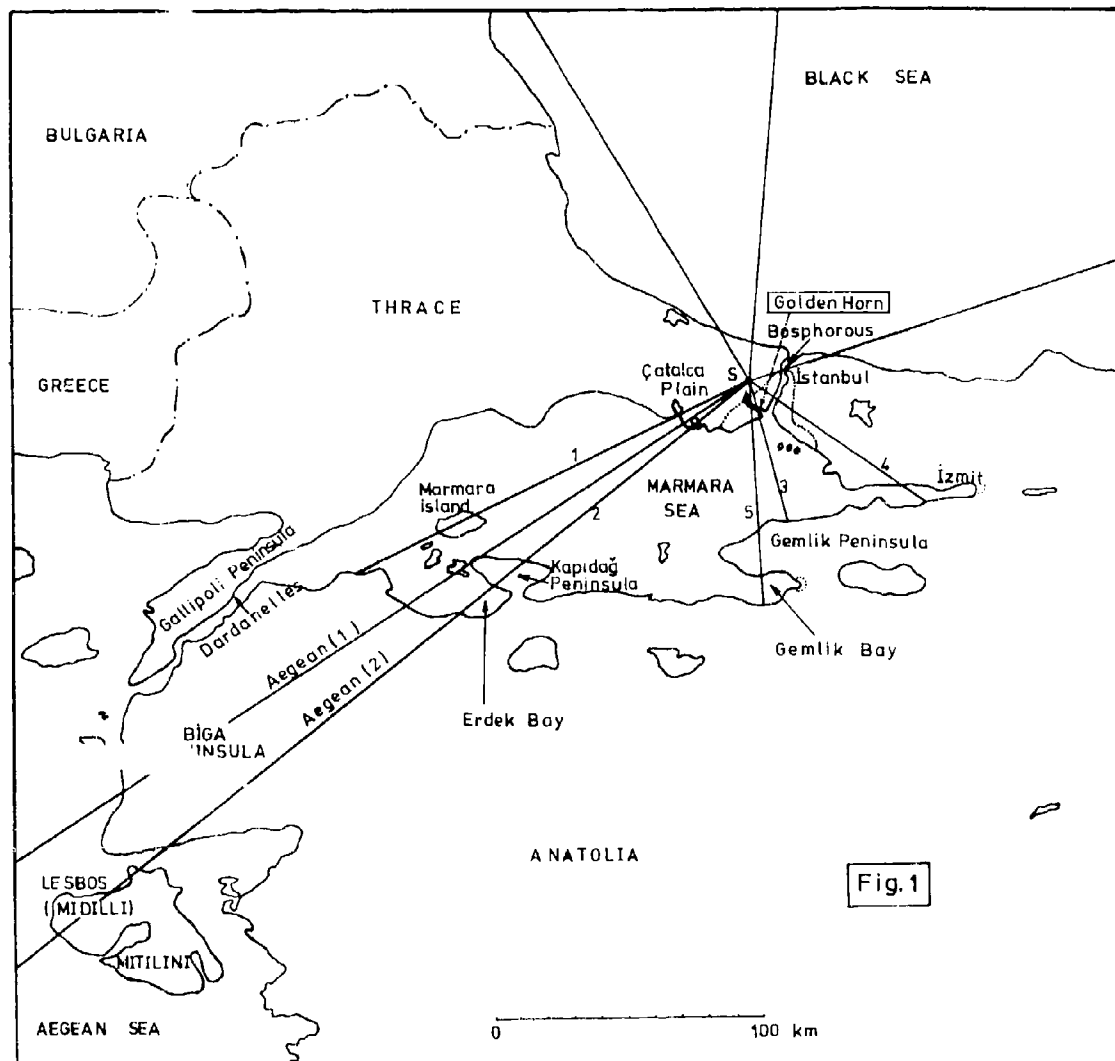 BLACK SEA
BULGARIA
THRACE
Golden Horn
Bosphorous
GREECE
Çatalca
Plain
S
İstanbul
1
4
İzmit
Marmara
island
2
MARMARA
SEA
3
5
Gemlik Peninsula
Gallipoli Peninsula
Kapıdağ
Peninsula
Dardanelles
Aegean (1)
Gemlik Bay
Aegean (2)
Erdek Bay
BİGA
INSULA
ANATOLIA
LESBOS
(MIDILLI)
Fig.1
MITILINI
AEGEAN SEA
0
100 km